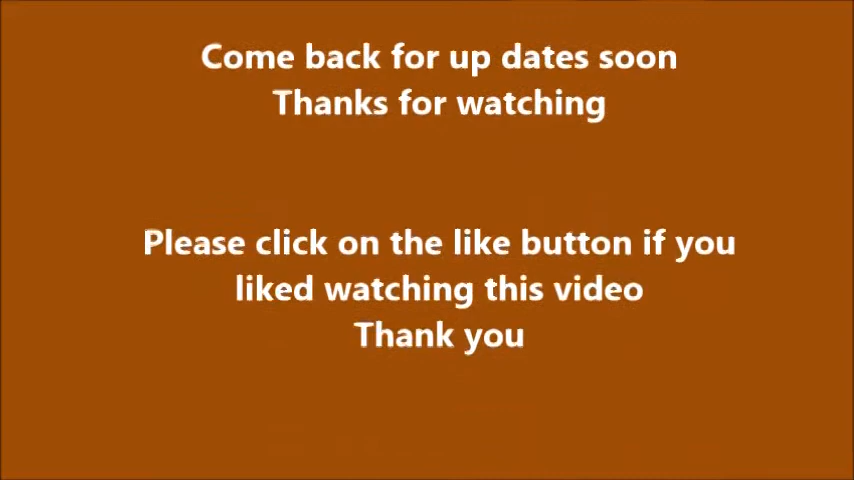 Come back for up dates soon
Thanks for watching
Please click on the like button if you
liked watching this video
Thank you